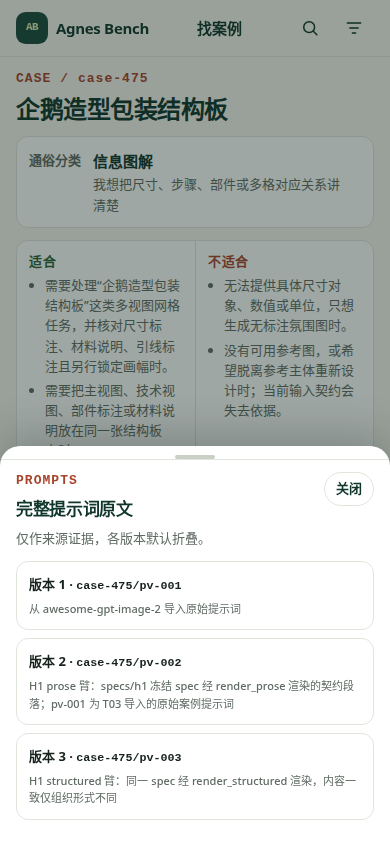 AB
Agnes Bench
找案例
CASE / case-475
企鹅造型包装结构板
通俗分类
信息图解
我想把尺寸、步骤、部件或多格对应关系讲
清楚
适合
需要处理“企鹅造型包装
结构板”这类多视图网格
任务，并核对尺寸标
注、材料说明、引线标
注且另行锁定画幅时。
需要把主视图、技术视
图、部件标注或材料说
明放在同一张结构板
不适合
无法提供具体尺寸对
象、数值或单位，只想
生成无标注氛围图时。
没有可用参考图，或希
望脱离参考主体重新设
计时；当前输入契约会
失去依据。
PROMPTS
完整提示词原文
关闭
仅作来源证据，各版本默认折叠。
版本 1 · case-475/pv-001
从 awesome-gpt-image-2 导入原始提示词
版本 2 · case-475/pv-002
H1 prose 臂：specs/h1 冻结 spec 经 render_prose 渲染的契约段
落；pv-001 为 T03 导入的原始案例提示词
版本 3 · case-475/pv-003
H1 structured 臂：同一 spec 经 render_structured 渲染，内容一
致仅组织形式不同